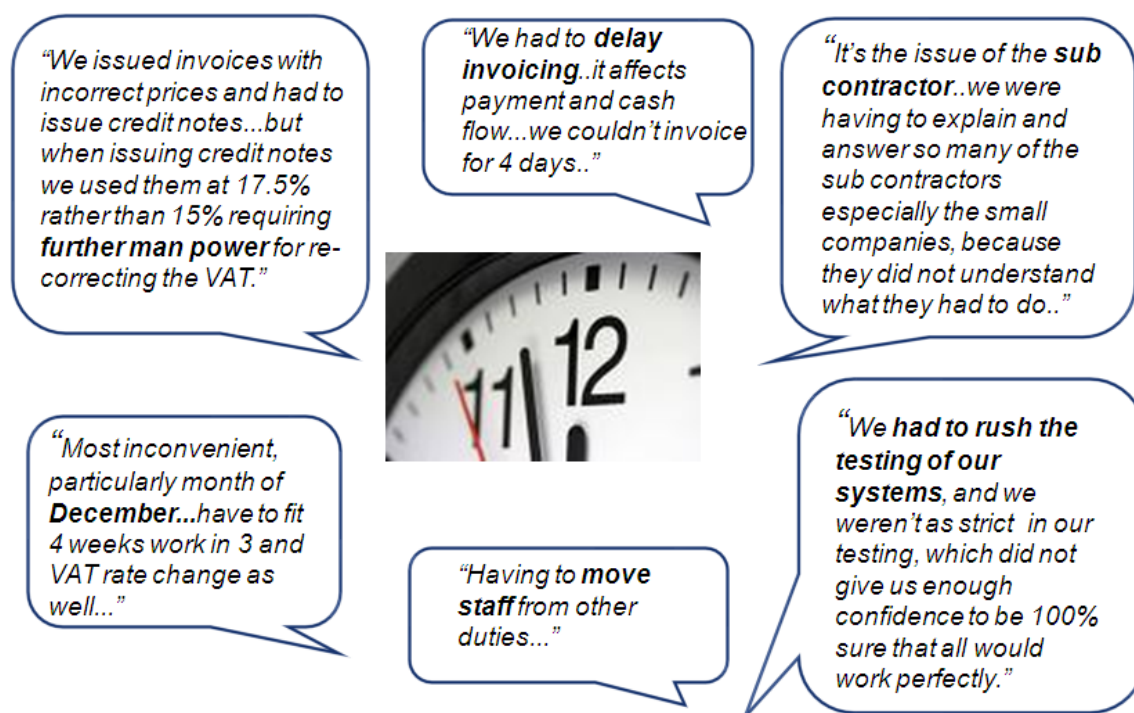 “We issued invoices with
incorrect prices and had to
issue credit notes...but
when issuing credit notes
we used them at 17.5%
rather than 15% requiring
further man power for re-
correcting the VAT.”
“We had to delay
invoicing..it affects
payment and cash
flow...we couldn’t invoice
for 4 days..”
“It’s the issue of the sub
contractor..we were
having to explain and
answer so many of the
sub contractors
especially the small
companies, because
they did not understand
what they had to do..”
11
12
“Most inconvenient,
particularly month of
December...have to fit
4 weeks work in 3 and
VAT rate change as
well...”
“Having to move
staff from other
duties...”
“We had to rush the
testing of our
systems, and we
weren’t as strict in our
testing, which did not
give us enough
confidence to be 100%
sure that all would
work perfectly.”